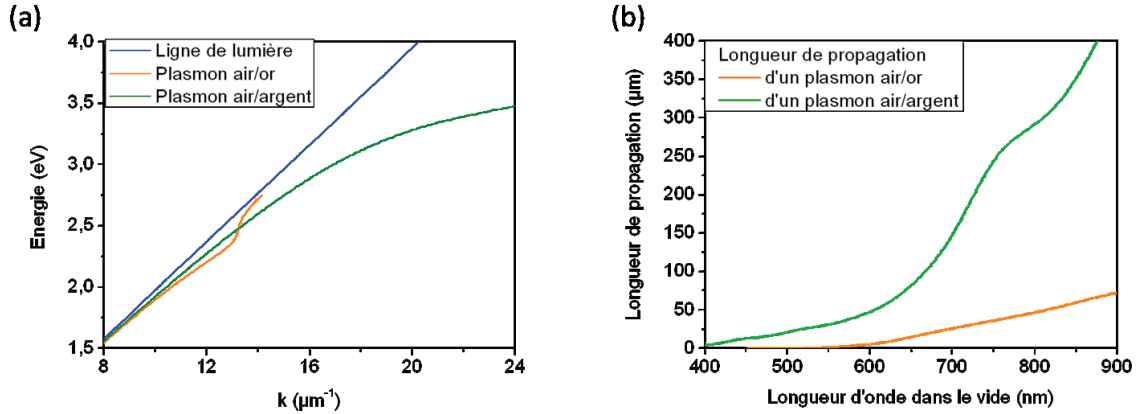 (a)
4,0
3,5
3,0
2,5
2,0
1,5
Energie (eV)
Ligne de lumière
Plasmon air/or
Plasmon air/argent
8 12 16 20 24
k (µm⁻¹)
(b)
400
350
300
250
200
150
100
50
0
Longueur de propagation (µm)
Longueur de propagation
d'un plasmon air/or
d'un plasmon air/argent
400 500 600 700 800 900
Longueur d'onde dans le vide (nm)